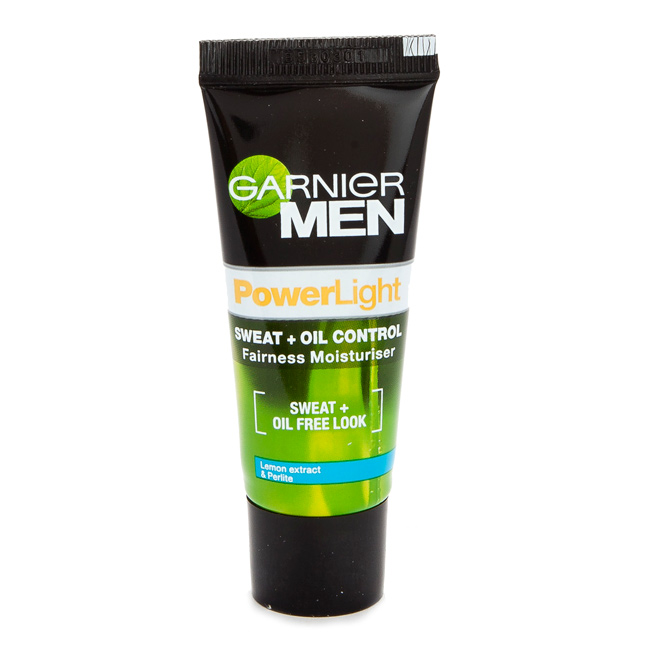 GARNIER
MEN
PowerLight
SWEAT + OIL CONTROL
Fairness Moisturiser
SWEAT +
OIL FREE LOOK
Lemon extract
& Perlite